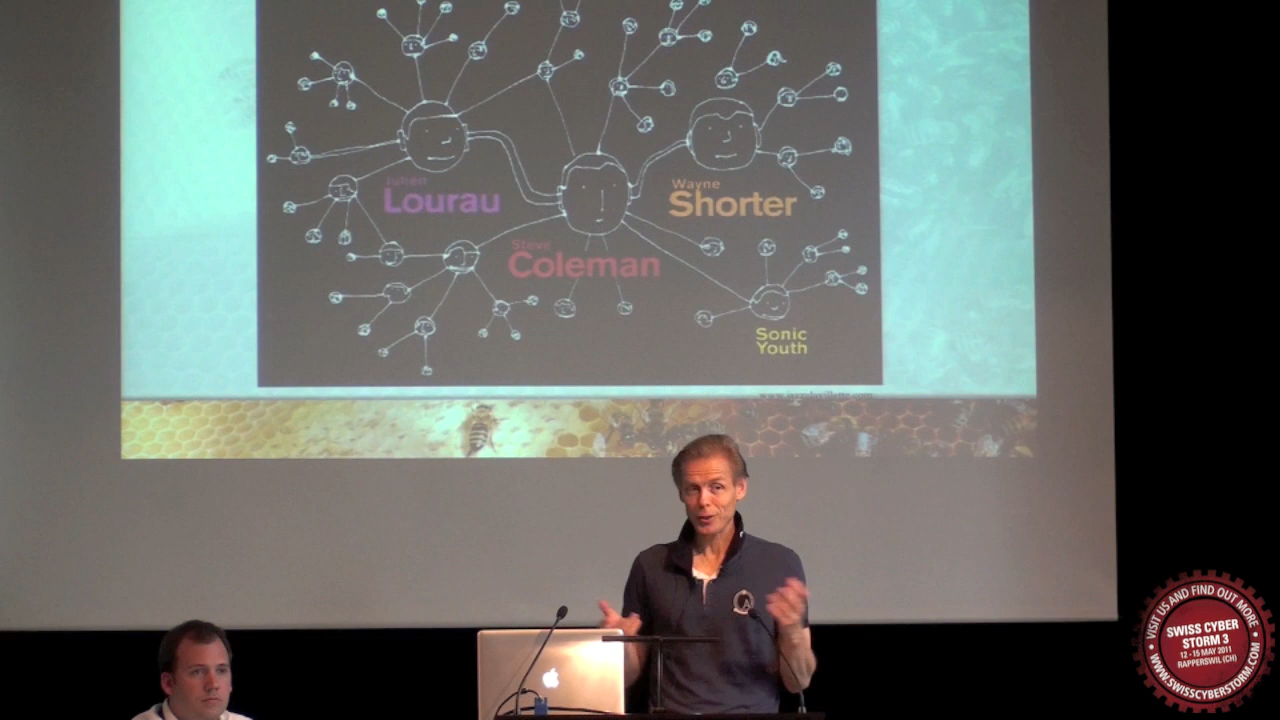 Julien
Lourau
Wayne
Shorter
Steve
Coleman
Sonic
Youth
VISIT US AND FIND OUT MORE
SWISS CYBER
STORM 3
12 - 15 MAY 2011
RAPPERSWIL (CH)
WWW.SWISSCYBERSTORM.COM